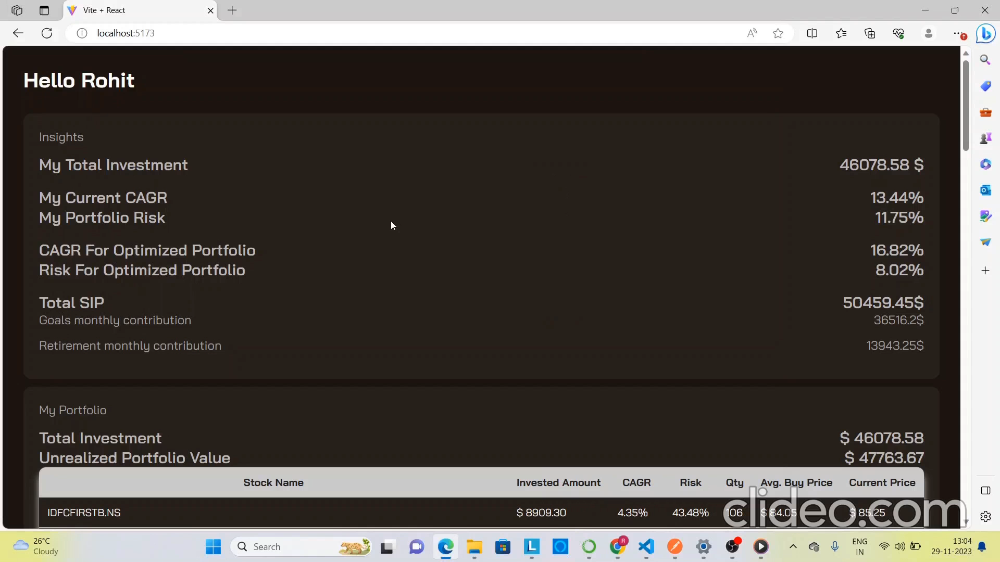 Vite + React
localhost:5173
Hello Rohit
Insights
My Total Investment 46078.58 $
My Current CAGR 13.44%
My Portfolio Risk 11.75%
CAGR For Optimized Portfolio 16.82%
Risk For Optimized Portfolio 8.02%
Total SIP 50459.45$
Goals monthly contribution 36516.2$
Retirement monthly contribution 13943.25$
My Portfolio
Total Investment $ 46078.58
Unrealized Portfolio Value $ 47763.67
Stock Name Invested Amount CAGR Risk Qty Avg. Buy Price Current Price
IDFCFIRSTB.NS $ 8909.30 4.35% 43.48% 106 $ 84.05 $ 85.25
clideo.com
26°C
Cloudy
Search
ENG
IN
13:04
29-11-2023